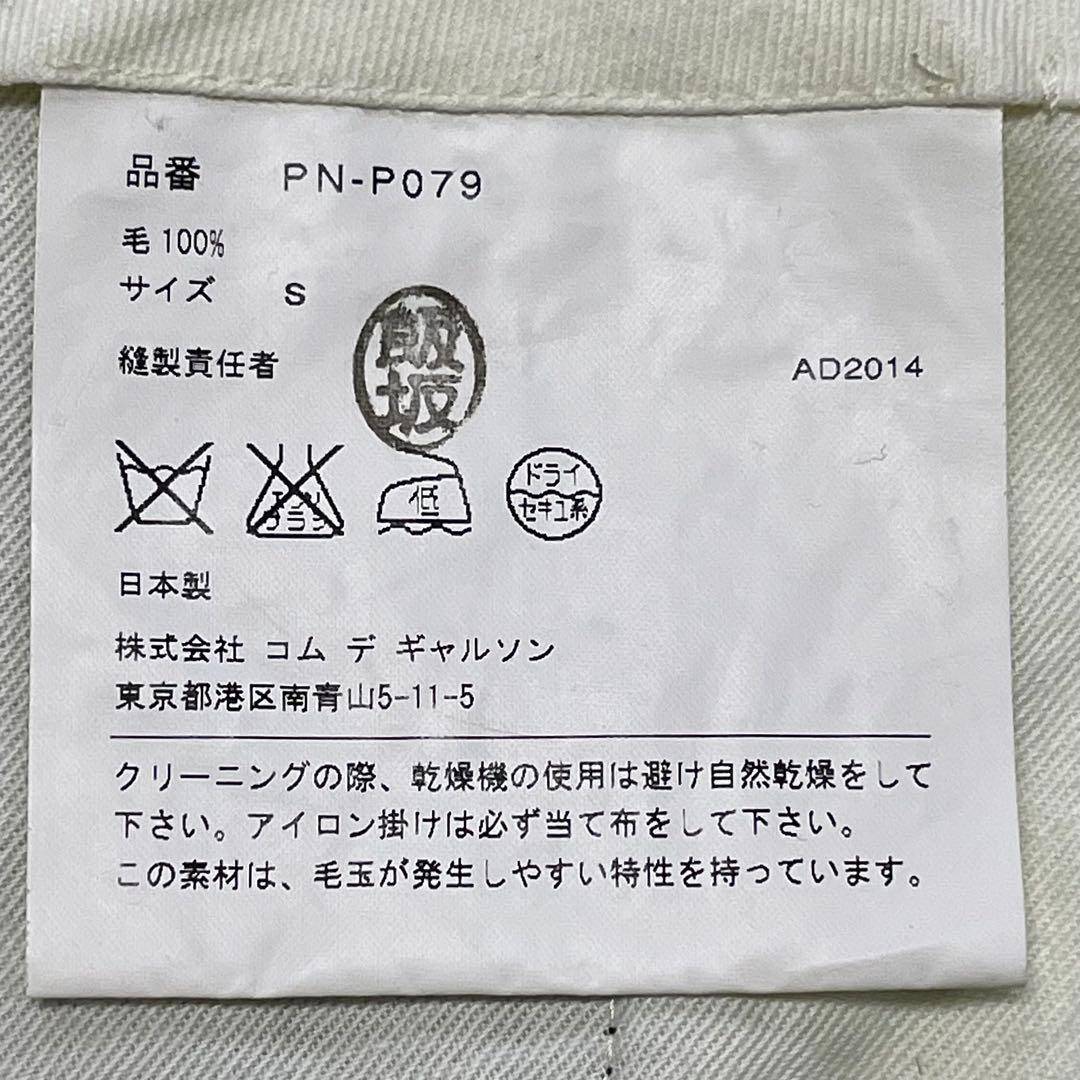 品番 PN-P079
毛 100%
サイズ S
縫製責任者 飯坂 AD2014
エンソ サラシ
低
ドライ
セキユ系
日本製
株式会社 コム デ ギャルソン
東京都港区南青山5-11-5
クリーニングの際、乾燥機の使用は避け自然乾燥をして
下さい。アイロン掛けは必ず当て布をして下さい。
この素材は、毛玉が発生しやすい特性を持っています。